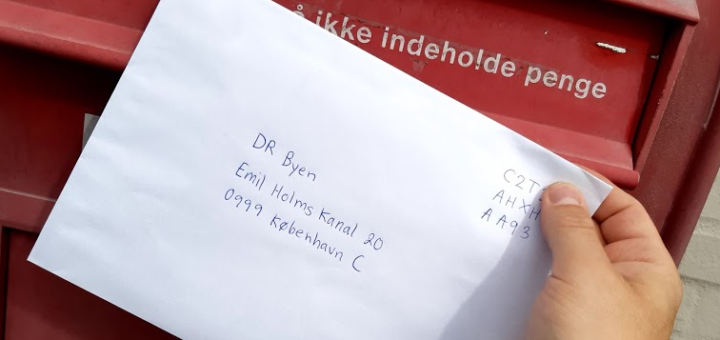 ikke indeholde penge
DR Byen
Emil Holms Kanal 20
0999 København C
C2T
AHXH
AA93